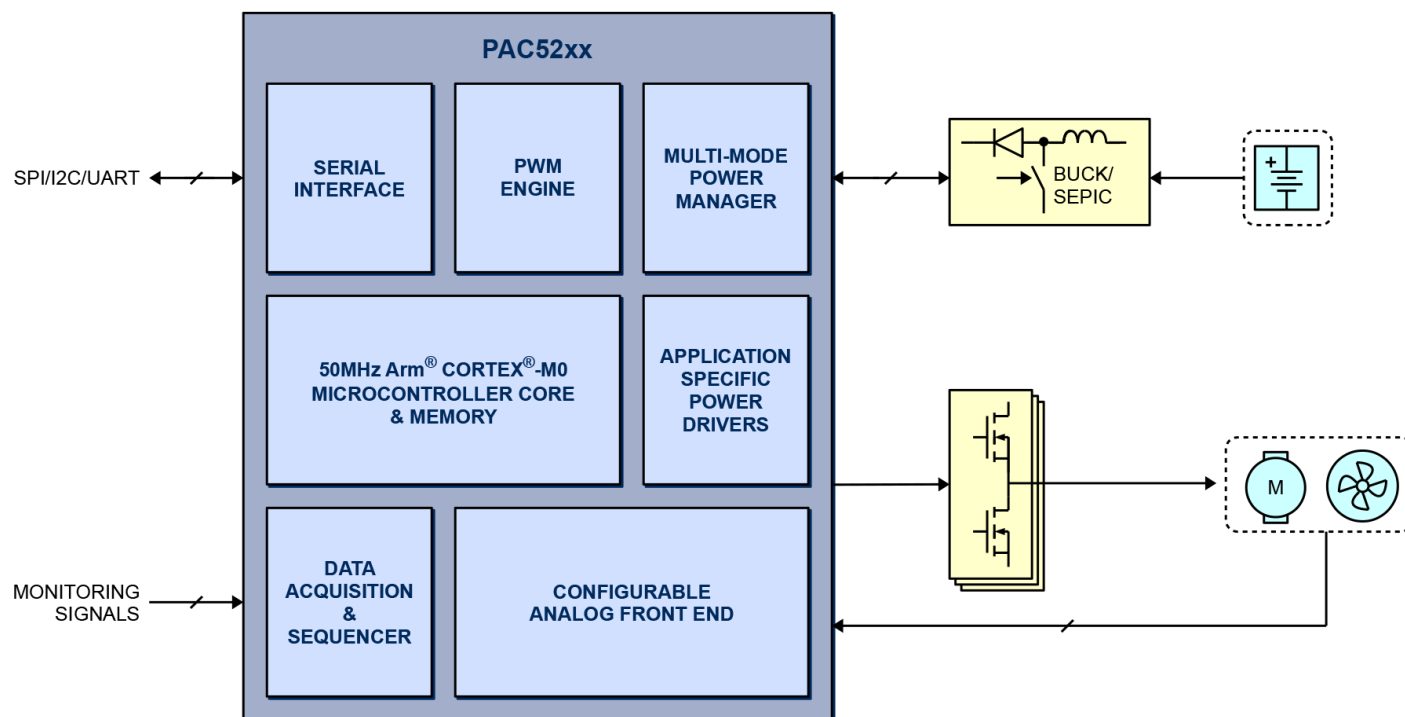 PAC52xx
SERIAL
INTERFACE
PWM
ENGINE
MULTI-MODE
POWER
MANAGER
SPI/I2C/UART
BUCK/
SEPIC
+
50MHz Arm® CORTEX®-M0
MICROCONTROLLER CORE
& MEMORY
APPLICATION
SPECIFIC
POWER
DRIVERS
M
MONITORING
SIGNALS
DATA
ACQUISITION
&
SEQUENCER
CONFIGURABLE
ANALOG FRONT END